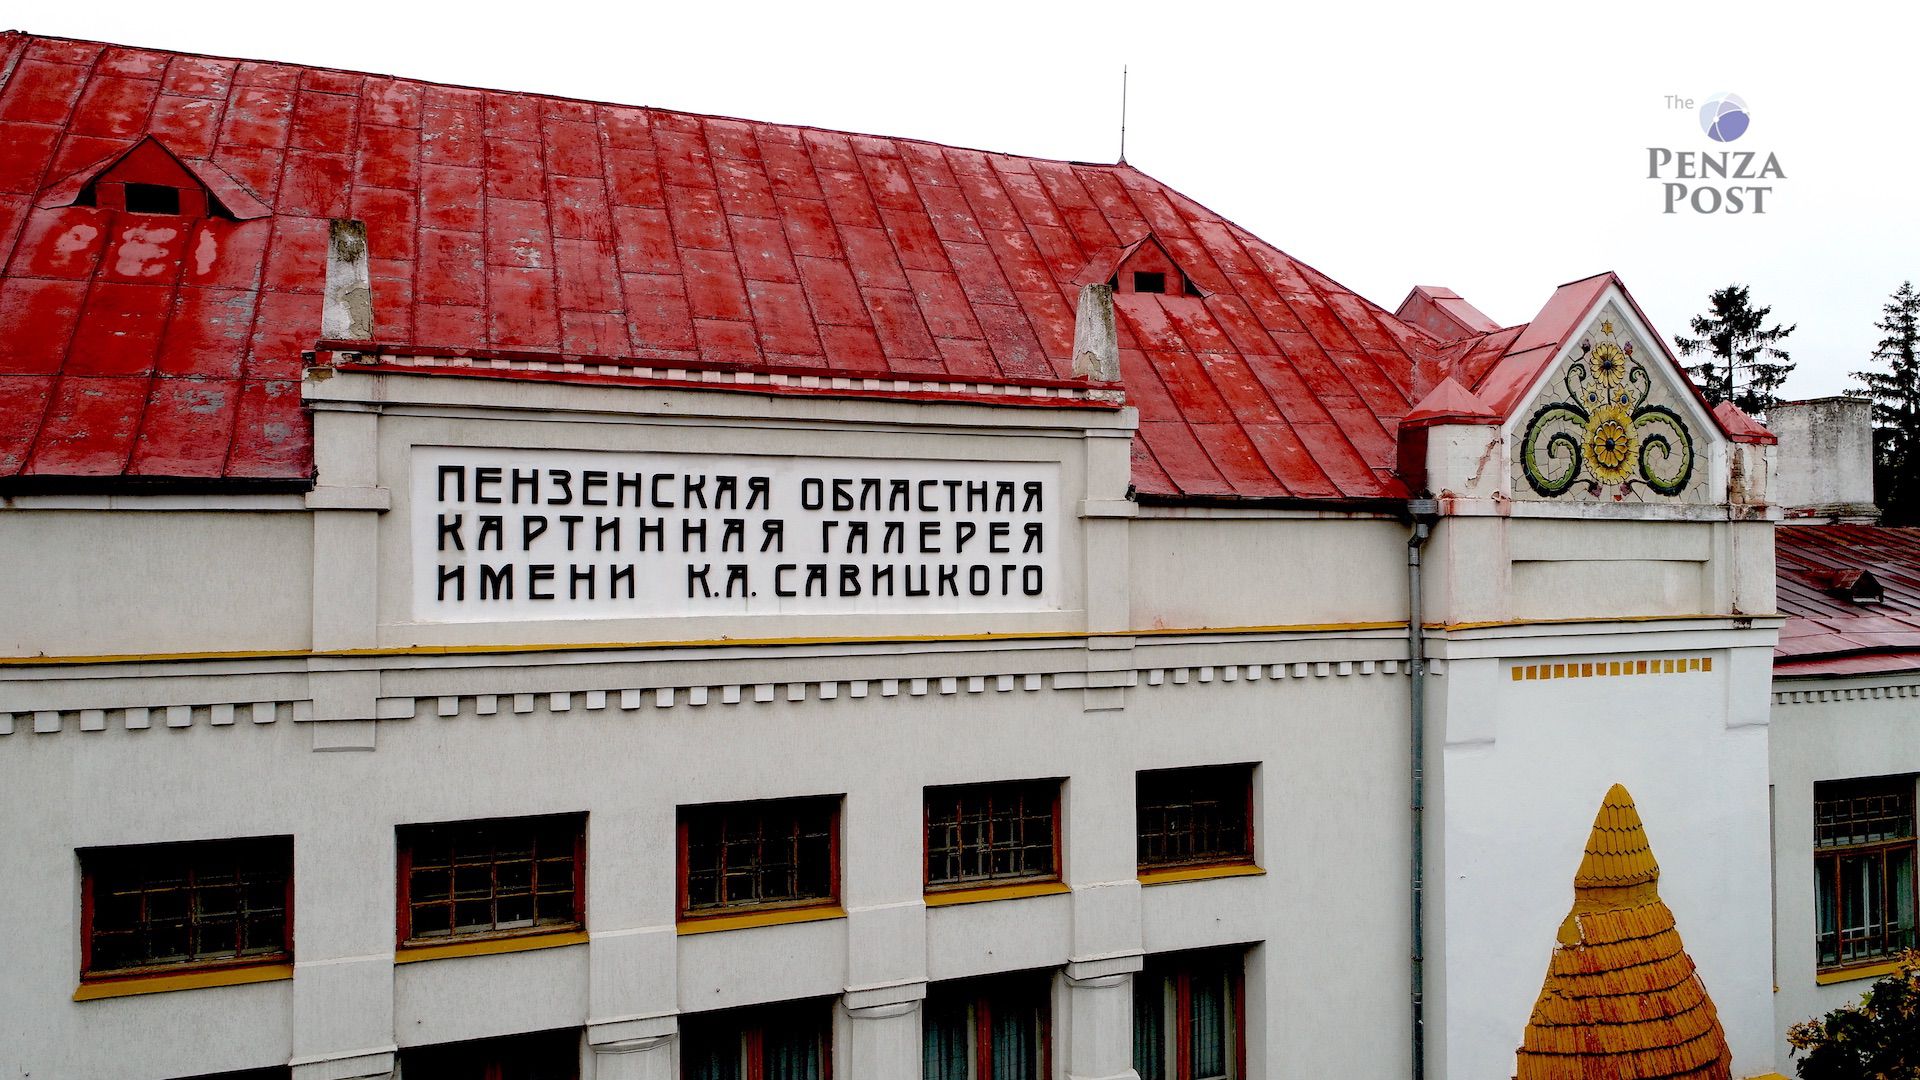 The
PENZA
POST
ПЕНЗЕНСКАЯ ОБЛАСТНАЯ
КАРТИННАЯ ГАЛЕРЕЯ
ИМЕНИ К.А. САВИЦКОГО